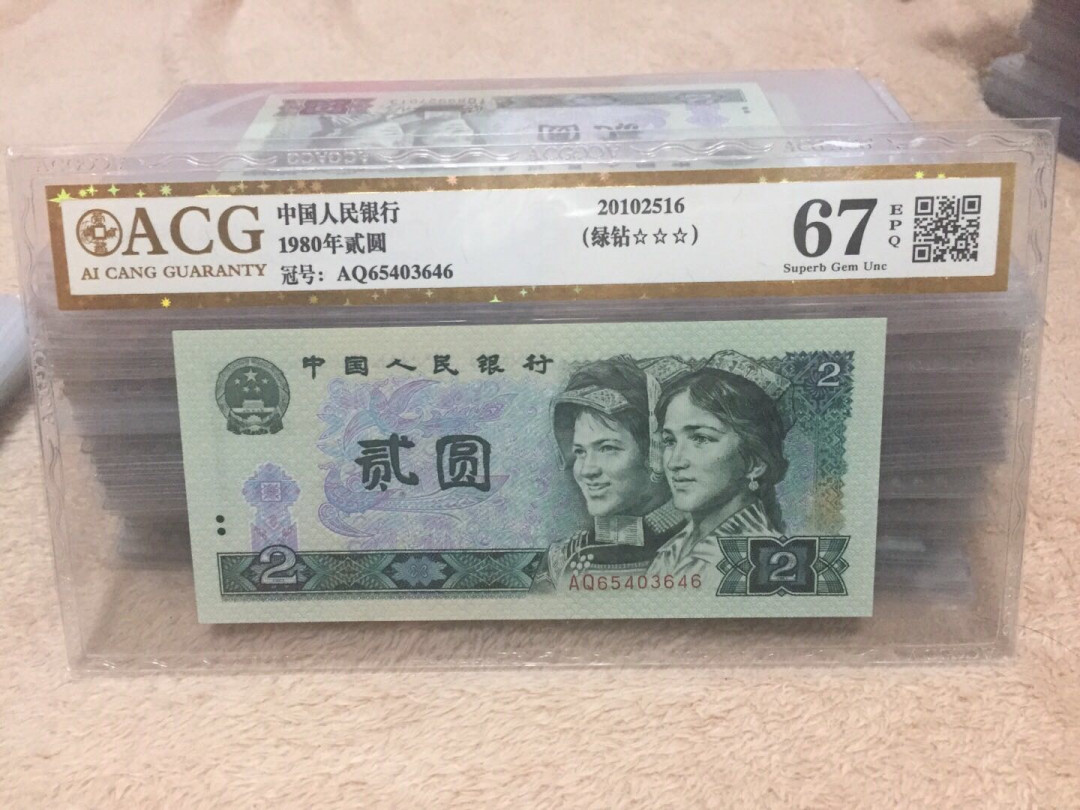 ACG
AI CANG GUARANTY
中国人民银行
1980年贰圆
冠号：AQ65403646
20102516
(绿钻☆☆☆)
67
EPQ
Superb Gem Unc
中国人民银行
2
贰圆
2
AQ65403646
2